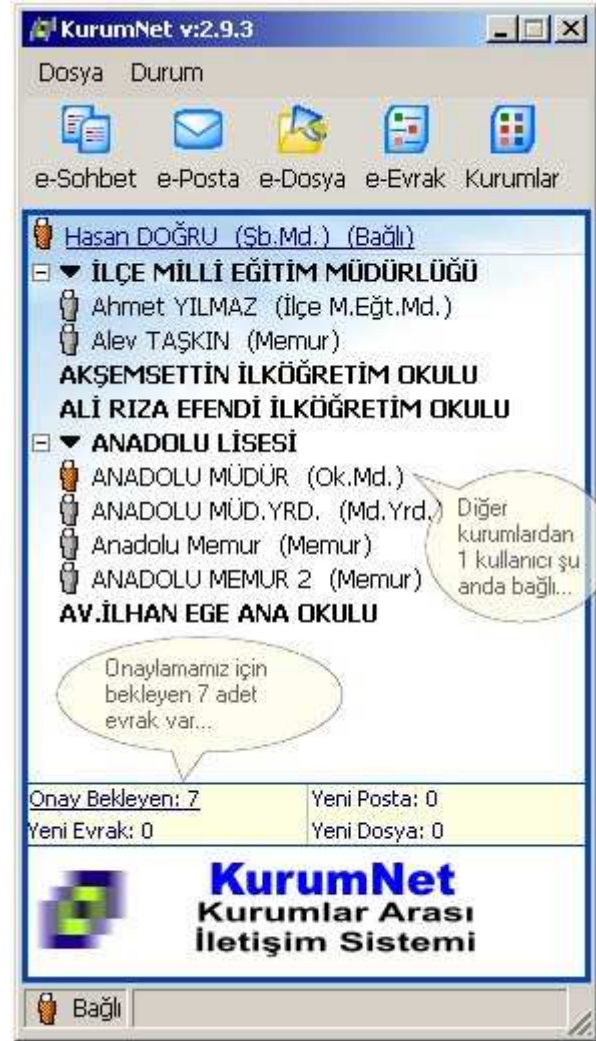 KurumNet v:2.9.3
Dosya Durum
e-Sohbet e-Posta e-Dosya e-Evrak Kurumlar
Hasan DOĞRU (Şb.Md.) (Bağlı)
İLÇE MİLLİ EĞİTİM MÜDÜRLÜĞÜ
Ahmet YILMAZ (İlçe M.Eğt.Md.)
Alev TAŞKIN (Memur)
AKŞEMSETTİN İLKÖĞRETİM OKULU
ALİ RIZA EFENDİ İLKÖĞRETİM OKULU
ANADOLU LİSESİ
ANADOLU MÜDÜR (Ok.Md.)
ANADOLU MÜD.YRD. (Md.Yrd.)
Anadolu Memur (Memur)
ANADOLU MEMUR 2 (Memur)
AV.İLHAN EGE ANA OKULU
Diğer
kurumlardan
1 kullanıcı şu
anda bağlı...
Onaylamamız için
bekleyen 7 adet
evrak var...
Onay Bekleyen: 7 Yeni Posta: 0
Yeni Evrak: 0 Yeni Dosya: 0
KurumNet
Kurumlar Arası
İletişim Sistemi
Bağlı